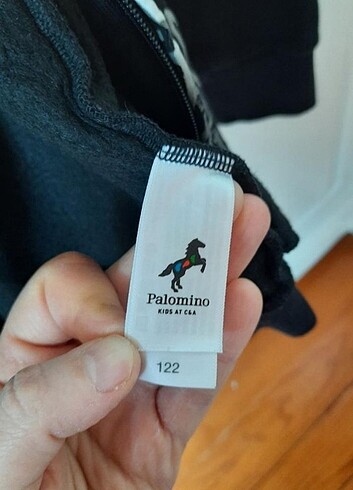 Palomino
KIDS AT C&A
122